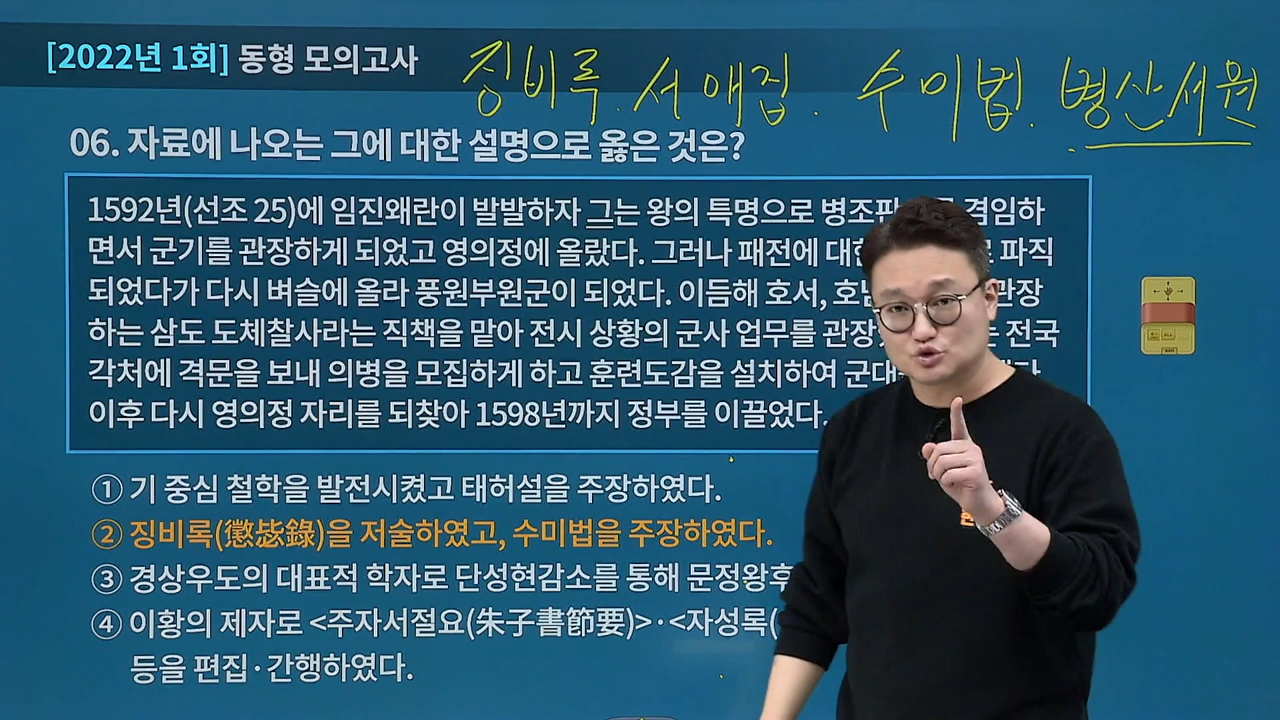 [2022년 1회] 동형 모의고사
징비록. 서애집. 수미법. 병산서원
06. 자료에 나오는 그에 대한 설명으로 옳은 것은?
1592년(선조 25)에 임진왜란이 발발하자 그는 왕의 특명으로 겸임하
면서 군기를 관장하게 되었고 영의정에 올랐다. 그러나 패전에 파직
되었다가 다시 벼슬에 올라 풍원부원군이 되었다. 이듬해 호서, 관장
하는 삼도 도체찰사라는 직책을 맡아 전시 상황의 군사 업무를 전국
각처에 격문을 보내 의병을 모집하게 하고 훈련도감을 설치하여
이후 다시 영의정 자리를 되찾아 1598년까지 정부를 이끌었다.
① 기 중심 철학을 발전시켰고 태허설을 주장하였다.
② 징비록(懲毖錄)을 저술하였고, 수미법을 주장하였다.
③ 경상우도의 대표적 학자로 단성현감소를 통해 문정왕후
④ 이황의 제자로 <주자서절요(朱子書節要)>·<자성록(
등을 편집·간행하였다.